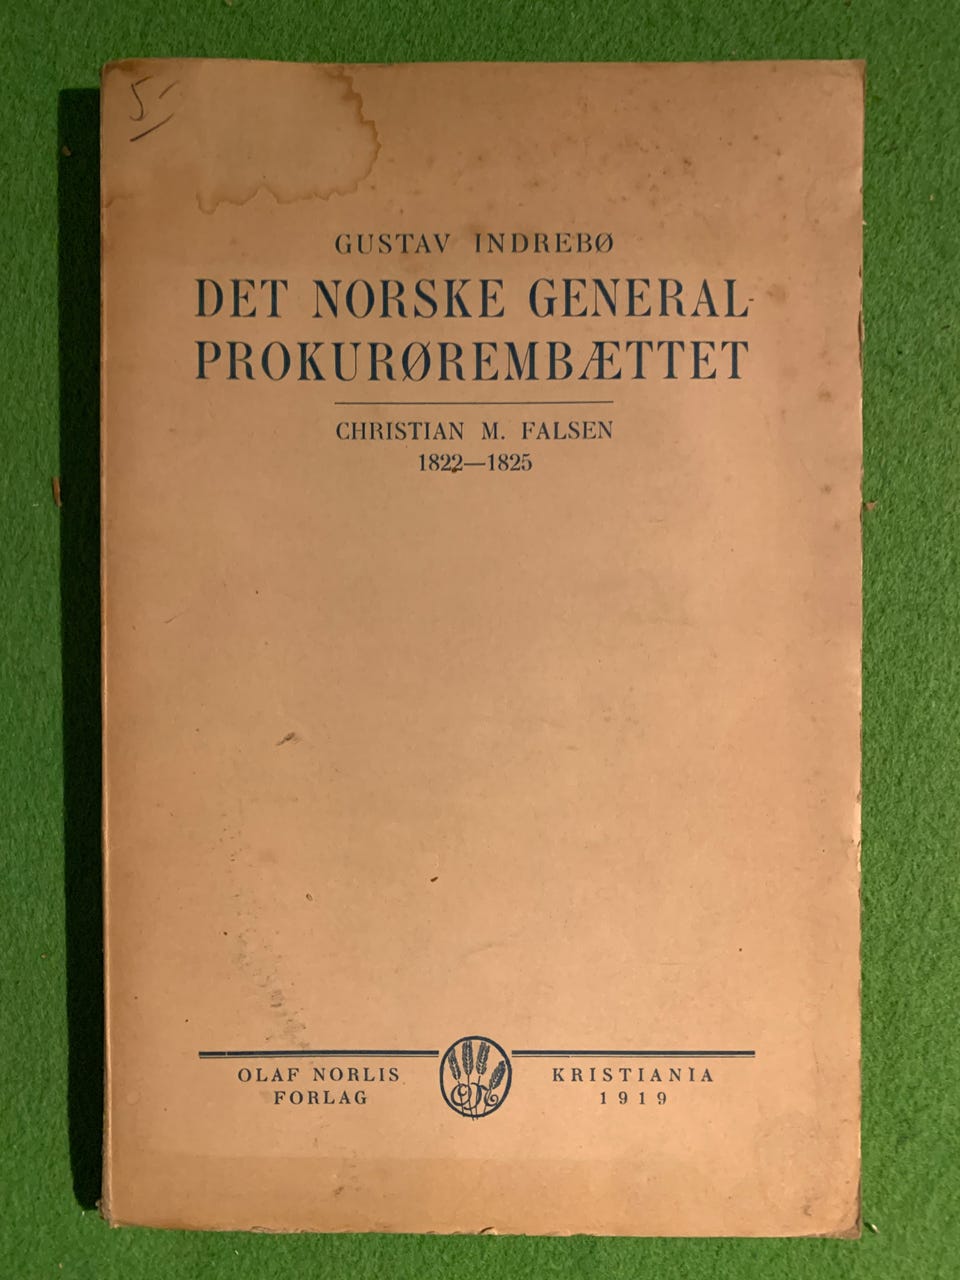 5-
GUSTAV INDREBØ
DET NORSKE GENERAL-
PROKURØREMBÆTTET
CHRISTIAN M. FALSEN
1822—1825
OLAF NORLIS
FORLAG
KRISTIANIA
1919